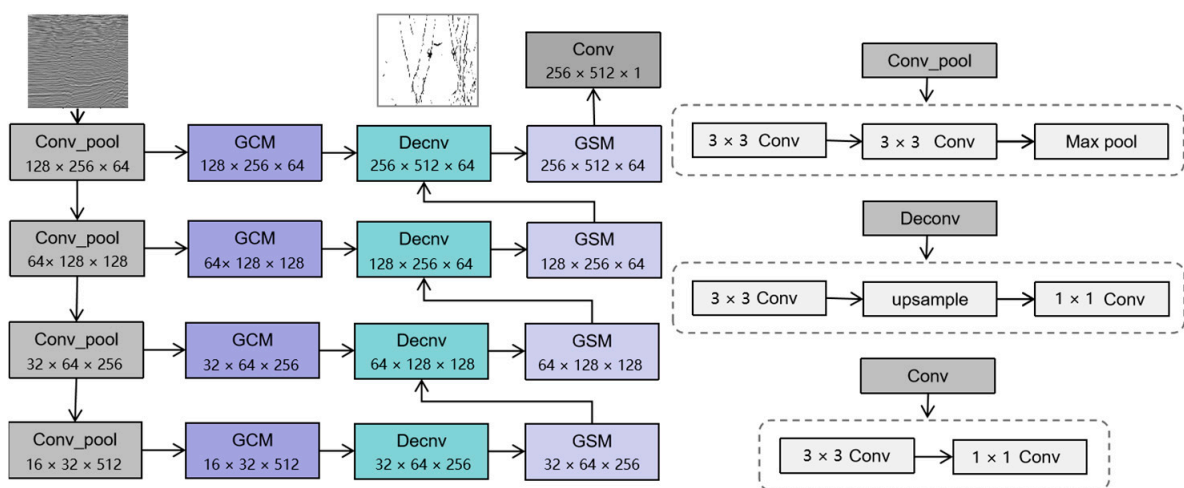 Conv
256 × 512 × 1
Conv_pool
128 × 256 × 64
GCM
128 × 256 × 64
Decnv
256 × 512 × 64
GSM
256 × 512 × 64
Conv_pool
64× 128 × 128
GCM
64× 128 × 128
Decnv
128 × 256 × 64
GSM
128 × 256 × 64
Conv_pool
32 × 64 × 256
GCM
32 × 64 × 256
Decnv
64 × 128 × 128
GSM
64 × 128 × 128
Conv_pool
16 × 32 × 512
GCM
16 × 32 × 512
Decnv
32 × 64 × 256
GSM
32 × 64 × 256
Conv_pool
3 × 3 Conv
3 × 3 Conv
Max pool
Deconv
3 × 3 Conv
upsample
1 × 1 Conv
Conv
3 × 3 Conv
1 × 1 Conv